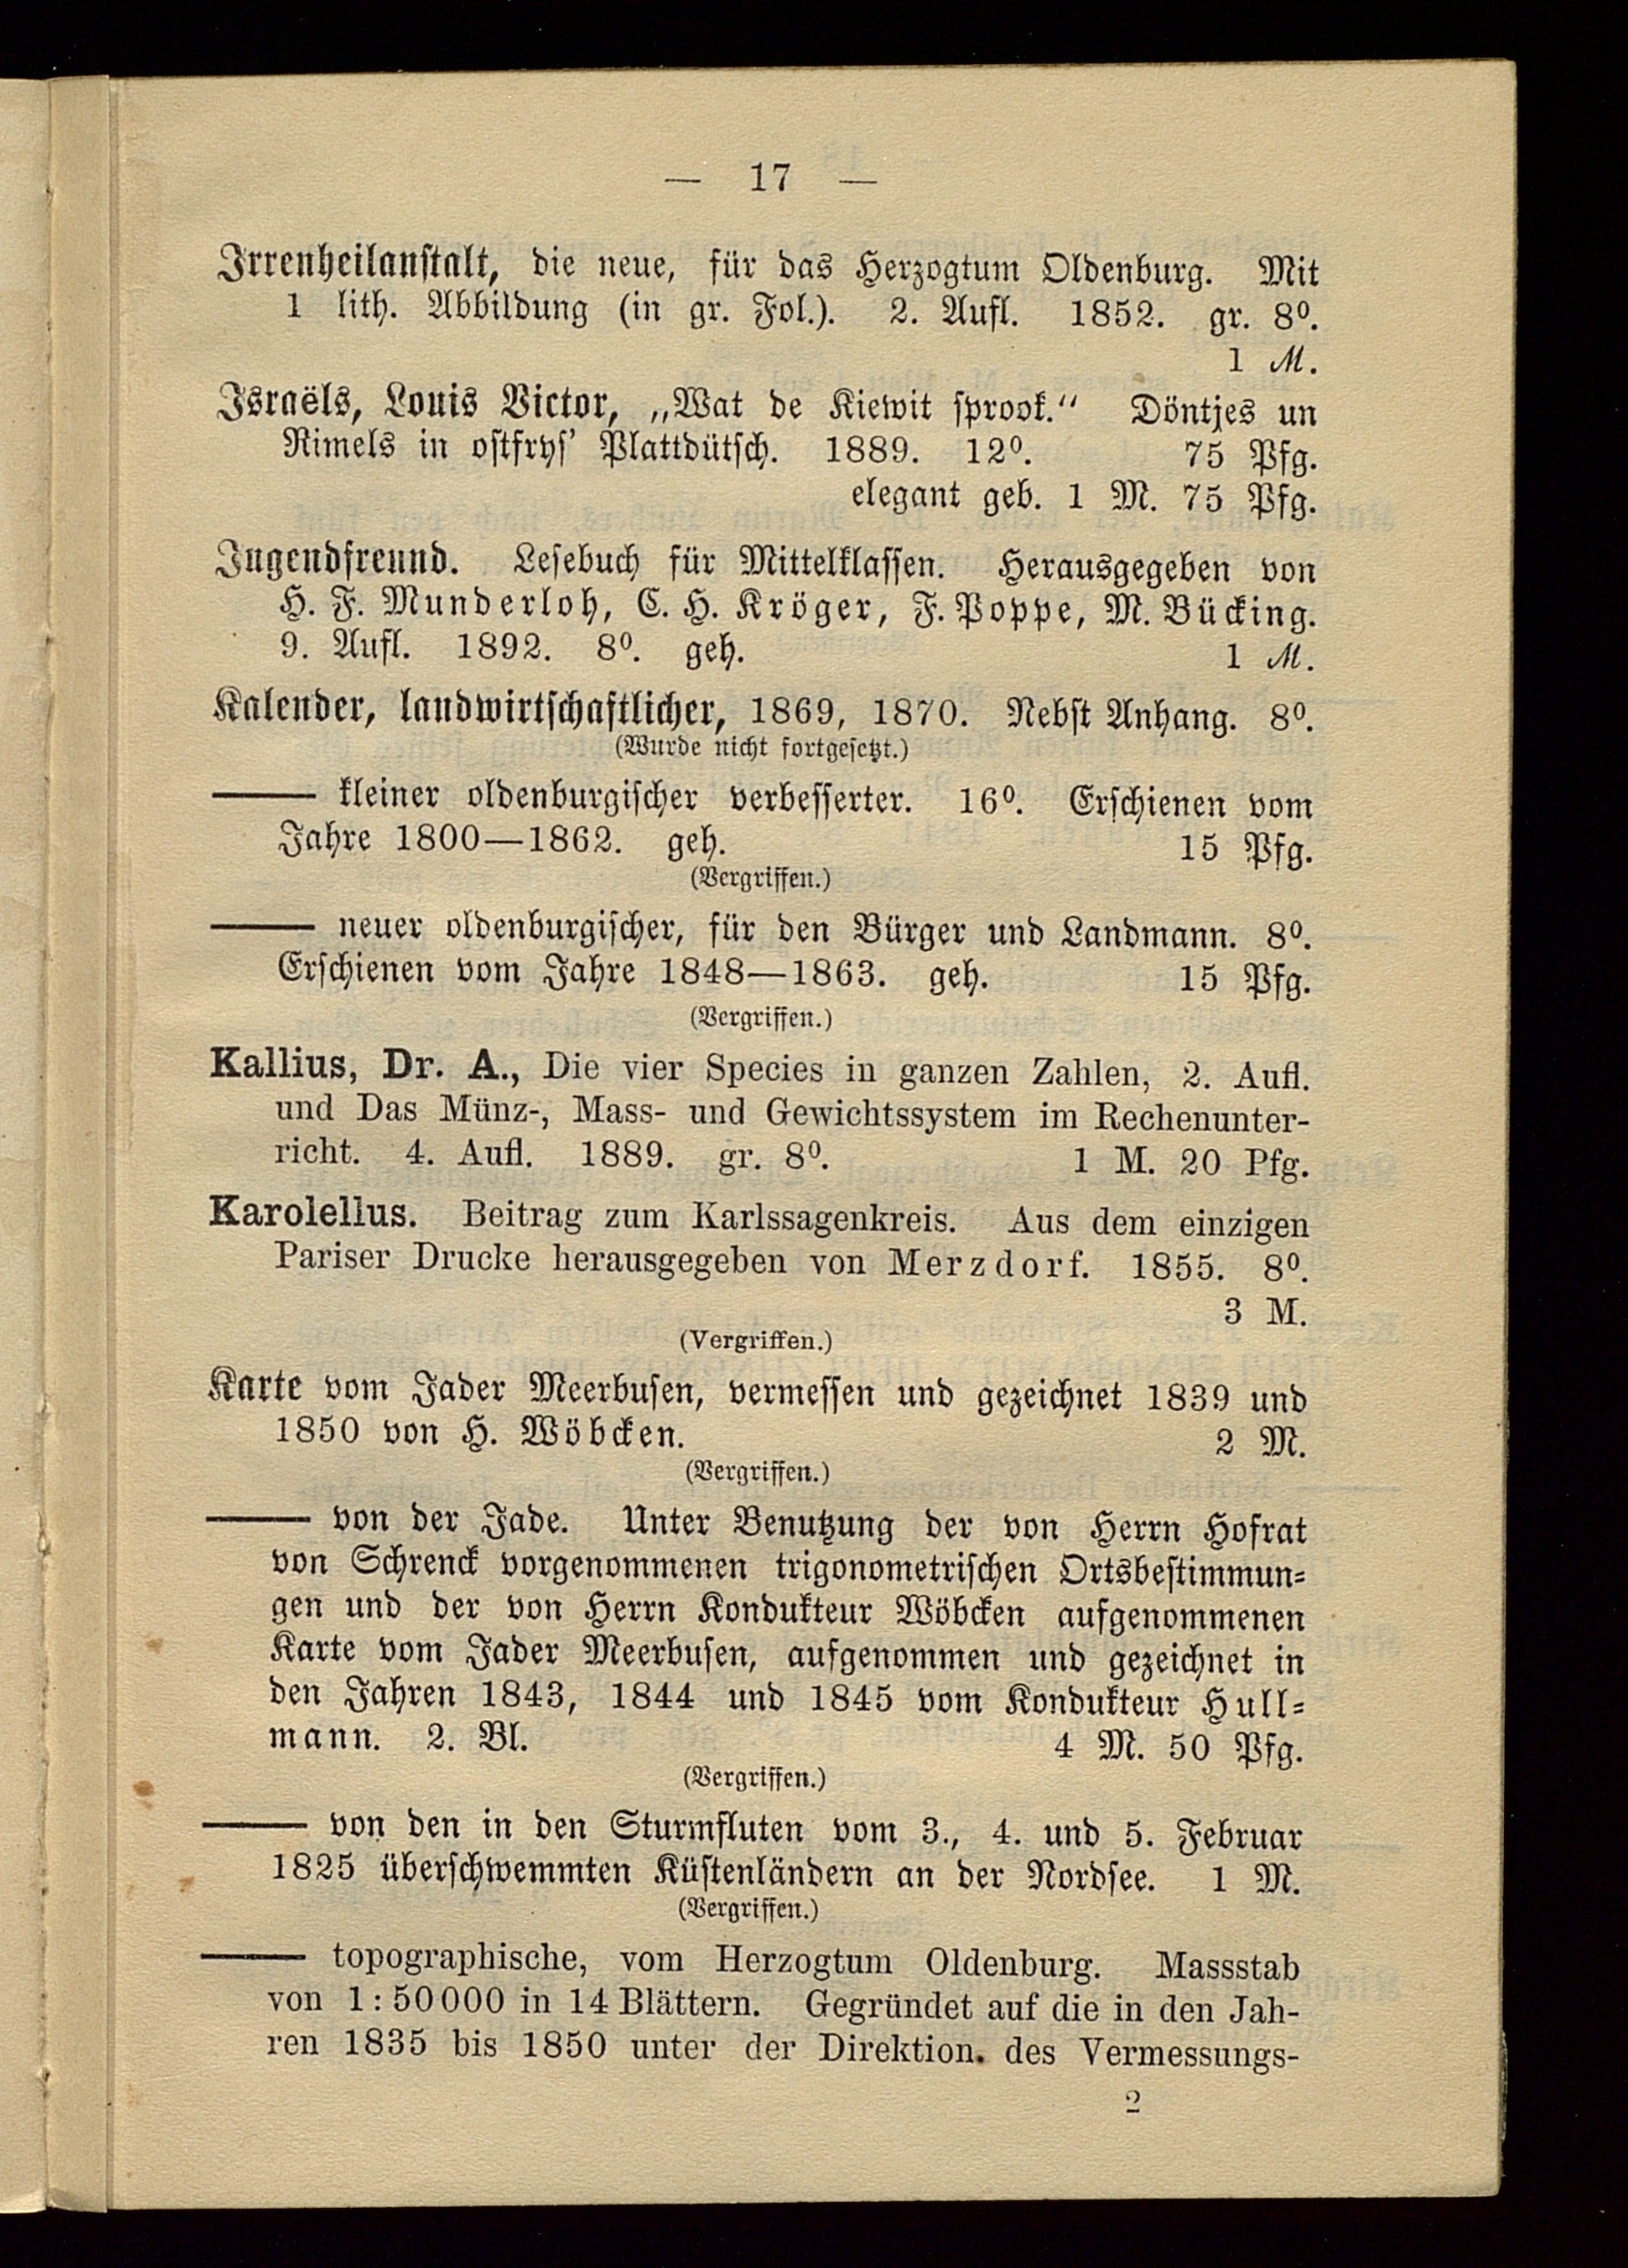 — 17 —
Irrenheilanstalt, die neue, für das Herzogtum Oldenburg. Mit
1 lith. Abbildung (in gr. Fol.). 2. Aufl. 1852. gr. 8⁰.
1 M.
Israëls, Louis Victor, „Wat de Kiewit sprook.“ Döntjes un
Rimels in ostfrys’ Plattdütsch. 1889. 12⁰. 75 Pfg.
elegant geb. 1 M. 75 Pfg.
Jugendfreund. Lesebuch für Mittelklassen. Herausgegeben von
H. F. Munderloh, C. H. Kröger, F. Poppe, M. Bücking.
9. Aufl. 1892. 8⁰. geh. 1 M.
Kalender, landwirtschaftlicher, 1869, 1870. Nebst Anhang. 8⁰.
(Wurde nicht fortgesetzt.)
—— kleiner oldenburgischer verbesserter. 16⁰. Erschienen vom
Jahre 1800—1862. geh. 15 Pfg.
(Vergriffen.)
—— neuer oldenburgischer, für den Bürger und Landmann. 8⁰.
Erschienen vom Jahre 1848—1863. geh. 15 Pfg.
(Vergriffen.)
Kallius, Dr. A., Die vier Species in ganzen Zahlen, 2. Aufl.
und Das Münz-, Mass- und Gewichtssystem im Rechenunter-
richt. 4. Aufl. 1889. gr. 8⁰. 1 M. 20 Pfg.
Karolellus. Beitrag zum Karlssagenkreis. Aus dem einzigen
Pariser Drucke herausgegeben von Merzdorf. 1855. 8⁰.
3 M.
(Vergriffen.)
Karte vom Jader Meerbusen, vermessen und gezeichnet 1839 und
1850 von H. Wöbcken. 2 M.
(Vergriffen.)
—— von der Jade. Unter Benutzung der von Herrn Hofrat
von Schrenck vorgenommenen trigonometrischen Ortsbestimmun-
gen und der von Herrn Kondukteur Wöbcken aufgenommenen
Karte vom Jader Meerbusen, aufgenommen und gezeichnet in
den Jahren 1843, 1844 und 1845 vom Kondukteur Hull-
mann. 2. Bl. 4 M. 50 Pfg.
(Vergriffen.)
—— von den in den Sturmfluten vom 3., 4. und 5. Februar
1825 überschwemmten Küstenländern an der Nordsee. 1 M.
(Vergriffen.)
—— topographische, vom Herzogtum Oldenburg. Massstab
von 1 : 50 000 in 14 Blättern. Gegründet auf die in den Jah-
ren 1835 bis 1850 unter der Direktion. des Vermessungs-
2